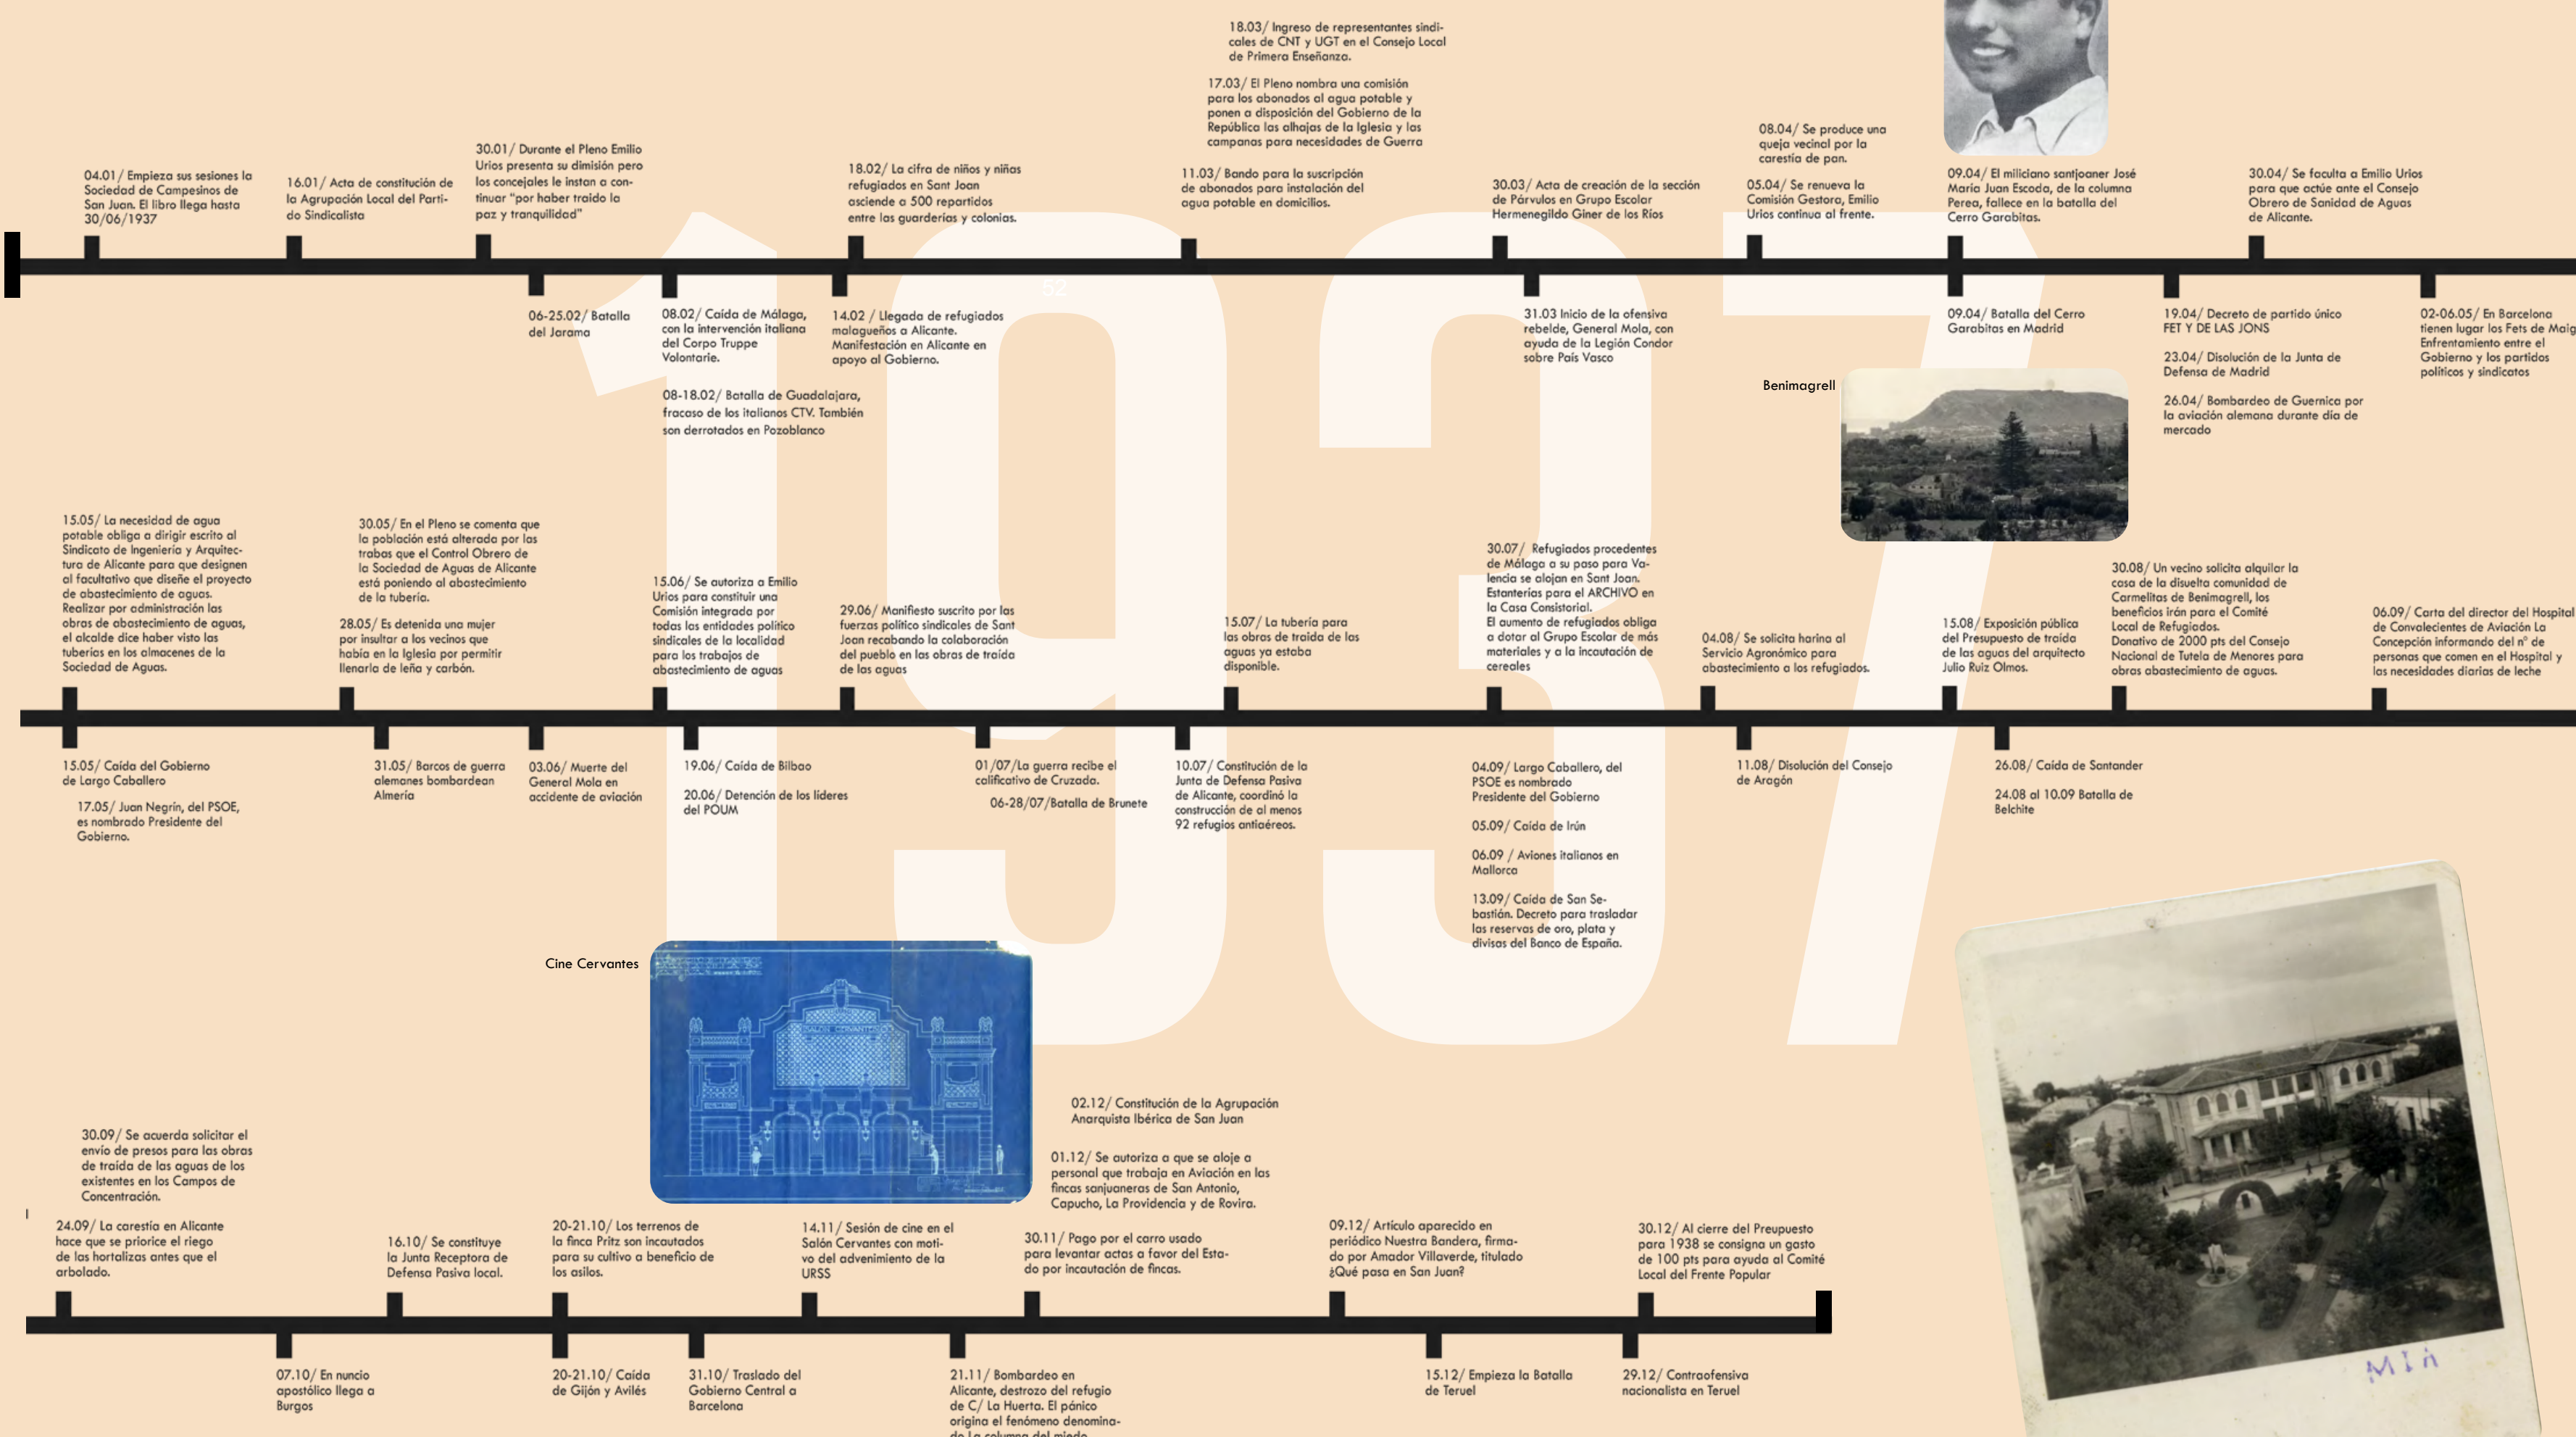 18.03/ Ingreso de representantes sindi-
cales de CNT y UGT en el Consejo Local
de Primera Enseñanza.
17.03/ El Pleno nombra una comisión
para los abonados al agua potable y
ponen a disposición del Gobierno de la
República las alhajas de la Iglesia y las
campanas para necesidades de Guerra
04.01/ Empieza sus sesiones la
Sociedad de Campesinos de
San Juan. El libro llega hasta
30/06/1937
16.01/ Acta de constitución de
la Agrupación Local del Parti-
do Sindicalista
30.01/ Durante el Pleno Emilio
Urios presenta su dimisión pero
los concejales le instan a con-
tinuar "por haber traido la
paz y tranquilidad"
18.02/ La cifra de niños y niñas
refugiados en Sant Joan
asciende a 500 repartidos
entre las guarderías y colonias.
11.03/ Bando para la suscripción
de abonados para instalación del
agua potable en domicilios.
30.03/ Acta de creación de la sección
de Párvulos en Grupo Escolar
Hermenegildo Giner de los Ríos
08.04/ Se produce una
queja vecinal por la
carestía de pan.
05.04/ Se renueva la
Comisión Gestora, Emilio
Urios continua al frente.
09.04/ El miliciano santjoaner José
María Juan Escoda, de la columna
Perea, fallece en la batalla del
Cerro Garabitas.
30.04/ Se faculta a Emilio Urios
para que actúe ante el Consejo
Obrero de Sanidad de Aguas
de Alicante.
1937
52
06-25.02/ Batalla
del Jarama
08.02/ Caída de Málaga,
con la intervención italiana
del Corpo Truppe
Volontarie.
08-18.02/ Batalla de Guadalajara,
fracaso de los italianos CTV. También
son derrotados en Pozoblanco
14.02 / Llegada de refugiados
malagueños a Alicante.
Manifestación en Alicante en
apoyo al Gobierno.
31.03 Inicio de la ofensiva
rebelde, General Mola, con
ayuda de la Legión Condor
sobre País Vasco
09.04/ Batalla del Cerro
Garabitas en Madrid
19.04/ Decreto de partido único
FET Y DE LAS JONS
23.04/ Disolución de la Junta de
Defensa de Madrid
26.04/ Bombardeo de Guernica por
la aviación alemana durante día de
mercado
02-06.05/ En Barcelona
tienen lugar los Fets de Maig
Enfrentamiento entre el
Gobierno y los partidos
políticos y sindicatos
Benimagrell
15.05/ La necesidad de agua
potable obliga a dirigir escrito al
Sindicato de Ingeniería y Arquitec-
tura de Alicante para que designen
al facultativo que diseñe el proyecto
de abastecimiento de aguas.
Realizar por administración las
obras de abastecimiento de aguas,
el alcalde dice haber visto las
tuberías en los almacenes de la
Sociedad de Aguas.
30.05/ En el Pleno se comenta que
la población está alterada por las
trabas que el Control Obrero de
la Sociedad de Aguas de Alicante
está poniendo al abastecimiento
de la tubería.
28.05/ Es detenida una mujer
por insultar a los vecinos que
había en la Iglesia por permitir
llenarla de leña y carbón.
15.06/ Se autoriza a Emilio
Urios para constituir una
Comisión integrada por
todas las entidades político
sindicales de la localidad
para los trabajos de
abastecimiento de aguas
29.06/ Manifiesto suscrito por las
fuerzas político sindicales de Sant
Joan recabando la colaboración
del pueblo en las obras de traída
de las aguas
15.07/ La tubería para
las obras de traida de las
aguas ya estaba
disponible.
30.07/ Refugiados procedentes
de Málaga a su paso para Va-
lencia se alojan en Sant Joan.
Estanterías para el ARCHIVO en
la Casa Consistorial.
El aumento de refugiados obliga
a dotar al Grupo Escolar de más
materiales y a la incautación de
cereales
04.08/ Se solicita harina al
Servicio Agronómico para
abastecimiento a los refugiados.
15.08/ Exposición pública
del Presupuesto de traída
de las aguas del arquitecto
Julio Ruiz Olmos.
30.08/ Un vecino solicita alquilar la
casa de la disuelta comunidad de
Carmelitas de Benimagrell, los
beneficios irán para el Comité
Local de Refugiados.
Donativo de 2000 pts del Consejo
Nacional de Tutela de Menores para
obras abastecimiento de aguas.
06.09/ Carta del director del Hospital
de Convalecientes de Aviación La
Concepción informando del nº de
personas que comen en el Hospital y
las necesidades diarias de leche
15.05/ Caída del Gobierno
de Largo Caballero
17.05/ Juan Negrín, del PSOE,
es nombrado Presidente del
Gobierno.
31.05/ Barcos de guerra
alemanes bombardean
Almería
03.06/ Muerte del
General Mola en
accidente de aviación
19.06/ Caída de Bilbao
20.06/ Detención de los líderes
del POUM
01/07/La guerra recibe el
calificativo de Cruzada.
06-28/07/Batalla de Brunete
10.07/ Constitución de la
Junta de Defensa Pasiva
de Alicante, coordinó la
construcción de al menos
92 refugios antiaéreos.
04.09/ Largo Caballero, del
PSOE es nombrado
Presidente del Gobierno
05.09/ Caída de Irún
06.09 / Aviones italianos en
Mallorca
13.09/ Caída de San Se-
bastián. Decreto para trasladar
las reservas de oro, plata y
divisas del Banco de España.
11.08/ Disolución del Consejo
de Aragón
26.08/ Caída de Santander
24.08 al 10.09 Batalla de
Belchite
Cine Cervantes
SALON CERVANTES
02.12/ Constitución de la Agrupación
Anarquista Ibérica de San Juan
01.12/ Se autoriza a que se aloje a
personal que trabaja en Aviación en las
fincas sanjuaneras de San Antonio,
Capucho, La Providencia y de Rovira.
30.09/ Se acuerda solicitar el
envío de presos para las obras
de traída de las aguas de los
existentes en los Campos de
Concentración.
24.09/ La carestía en Alicante
hace que se priorice el riego
de las hortalizas antes que el
arbolado.
16.10/ Se constituye
la Junta Receptora de
Defensa Pasiva local.
20-21.10/ Los terrenos de
la finca Pritz son incautados
para su cultivo a beneficio de
los asilos.
14.11/ Sesión de cine en el
Salón Cervantes con moti-
vo del advenimiento de la
URSS
30.11/ Pago por el carro usado
para levantar actas a favor del Esta-
do por incautación de fincas.
09.12/ Artículo aparecido en
periódico Nuestra Bandera, firma-
do por Amador Villaverde, titulado
¿Qué pasa en San Juan?
30.12/ Al cierre del Preupuesto
para 1938 se consigna un gasto
de 100 pts para ayuda al Comité
Local del Frente Popular
07.10/ En nuncio
apostólico llega a
Burgos
20-21.10/ Caída
de Gijón y Avilés
31.10/ Traslado del
Gobierno Central a
Barcelona
21.11/ Bombardeo en
Alicante, destrozo del refugio
de C/ La Huerta. El pánico
origina el fenómeno denomina-
do La columna del miedo
15.12/ Empieza la Batalla
de Teruel
29.12/ Contraofensiva
nacionalista en Teruel
MIA